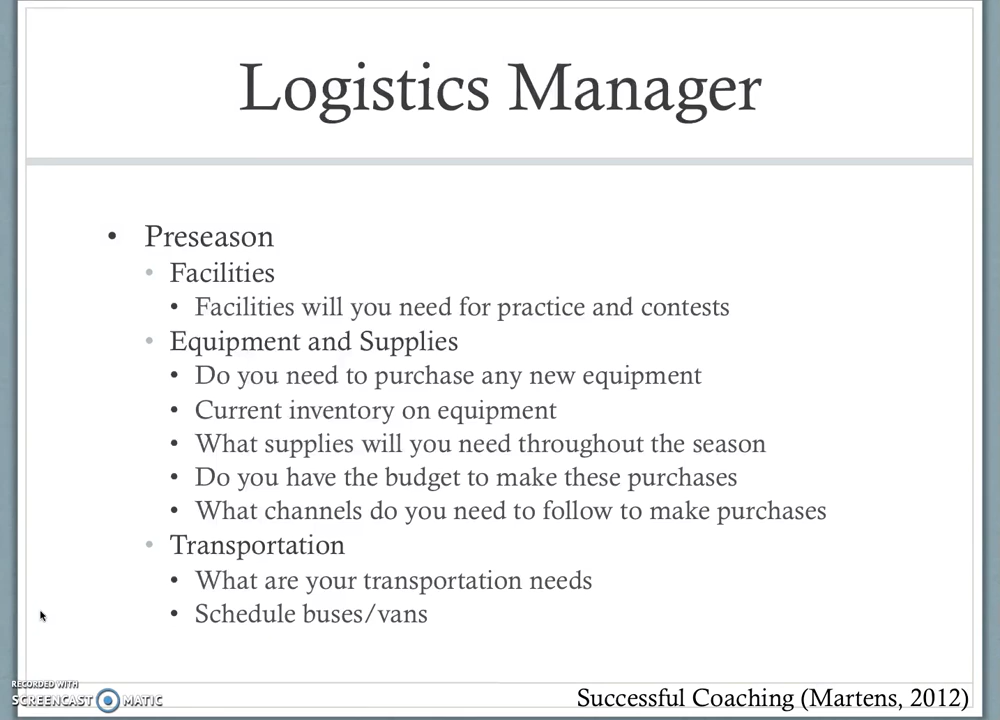 Logistics Manager
• Preseason
• Facilities
• Facilities will you need for practice and contests
• Equipment and Supplies
• Do you need to purchase any new equipment
• Current inventory on equipment
• What supplies will you need throughout the season
• Do you have the budget to make these purchases
• What channels do you need to follow to make purchases
• Transportation
• What are your transportation needs
• Schedule buses/vans
RECORDED WITH
SCREENCAST MATIC
Successful Coaching (Martens, 2012)